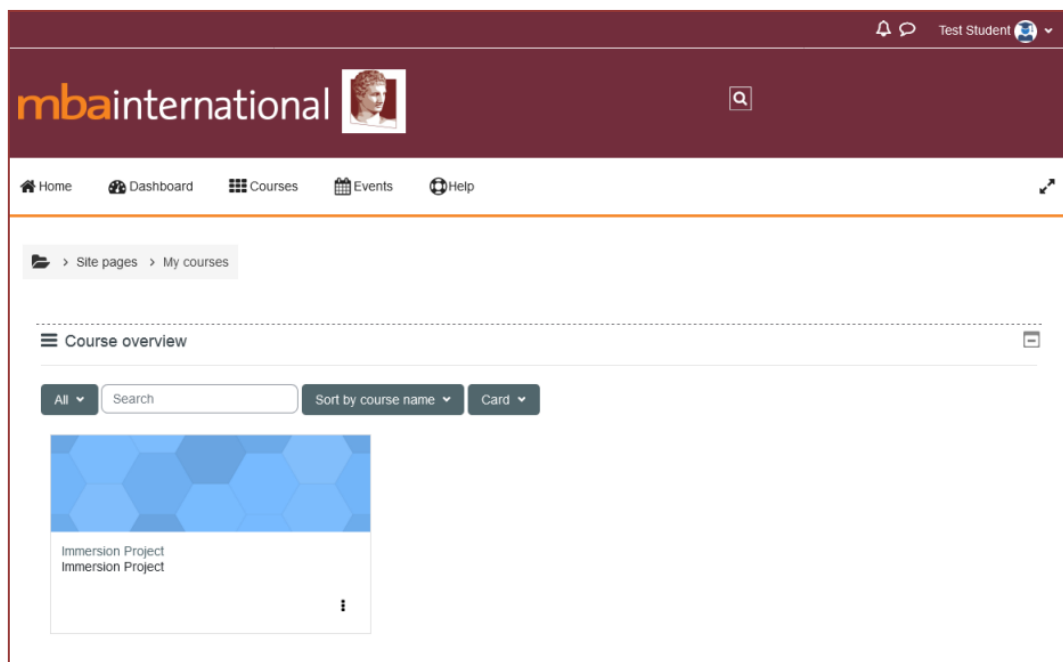 Test Student
mbainternational
Home Dashboard Courses Events Help
> Site pages > My courses
Course overview
All Search Sort by course name Card
Immersion Project
Immersion Project